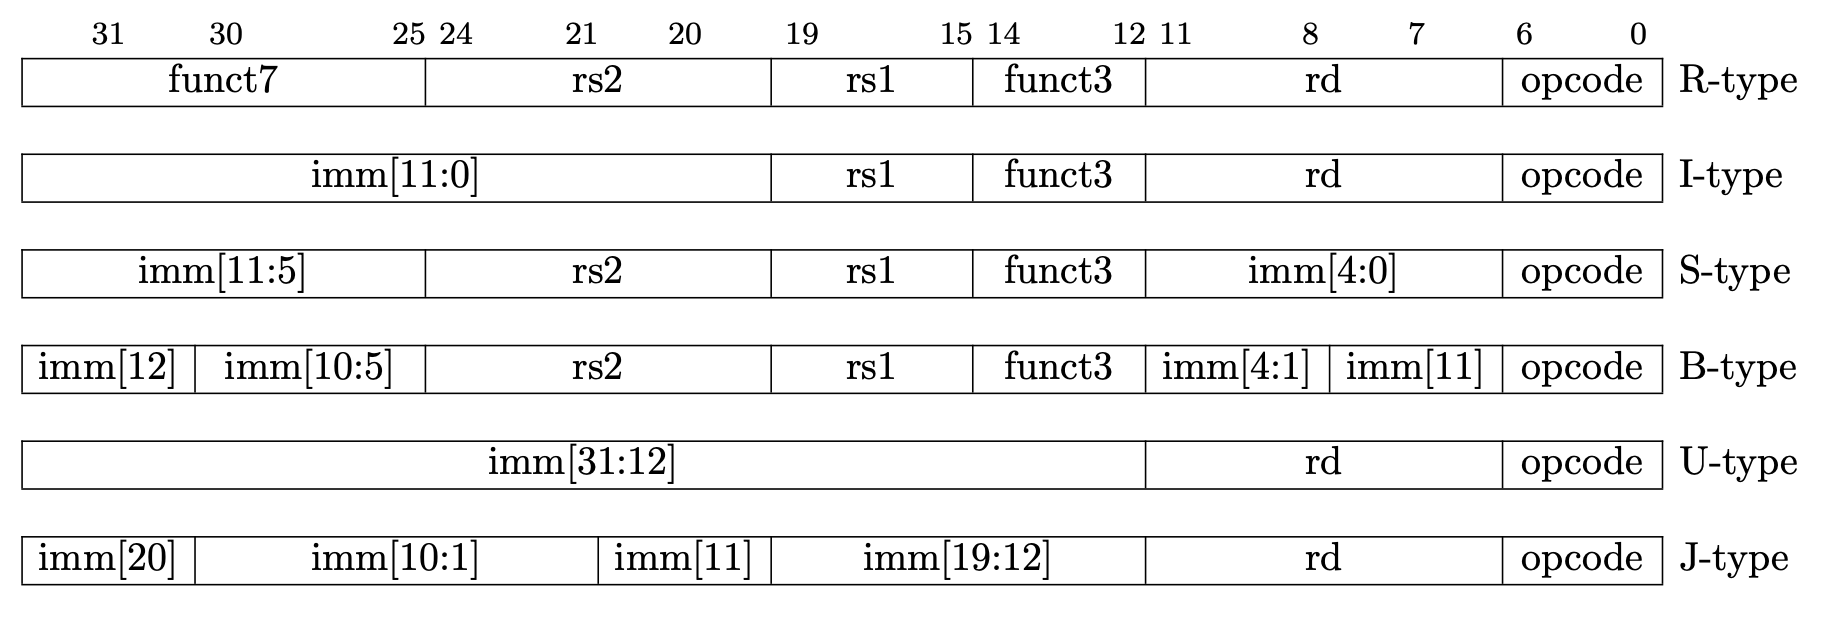 31 30 25 24 21 20 19 15 14 12 11 8 7 6 0
funct7 rs2 rs1 funct3 rd opcode R-type
imm[11:0] rs1 funct3 rd opcode I-type
imm[11:5] rs2 rs1 funct3 imm[4:0] opcode S-type
imm[12] imm[10:5] rs2 rs1 funct3 imm[4:1] imm[11] opcode B-type
imm[31:12] rd opcode U-type
imm[20] imm[10:1] imm[11] imm[19:12] rd opcode J-type